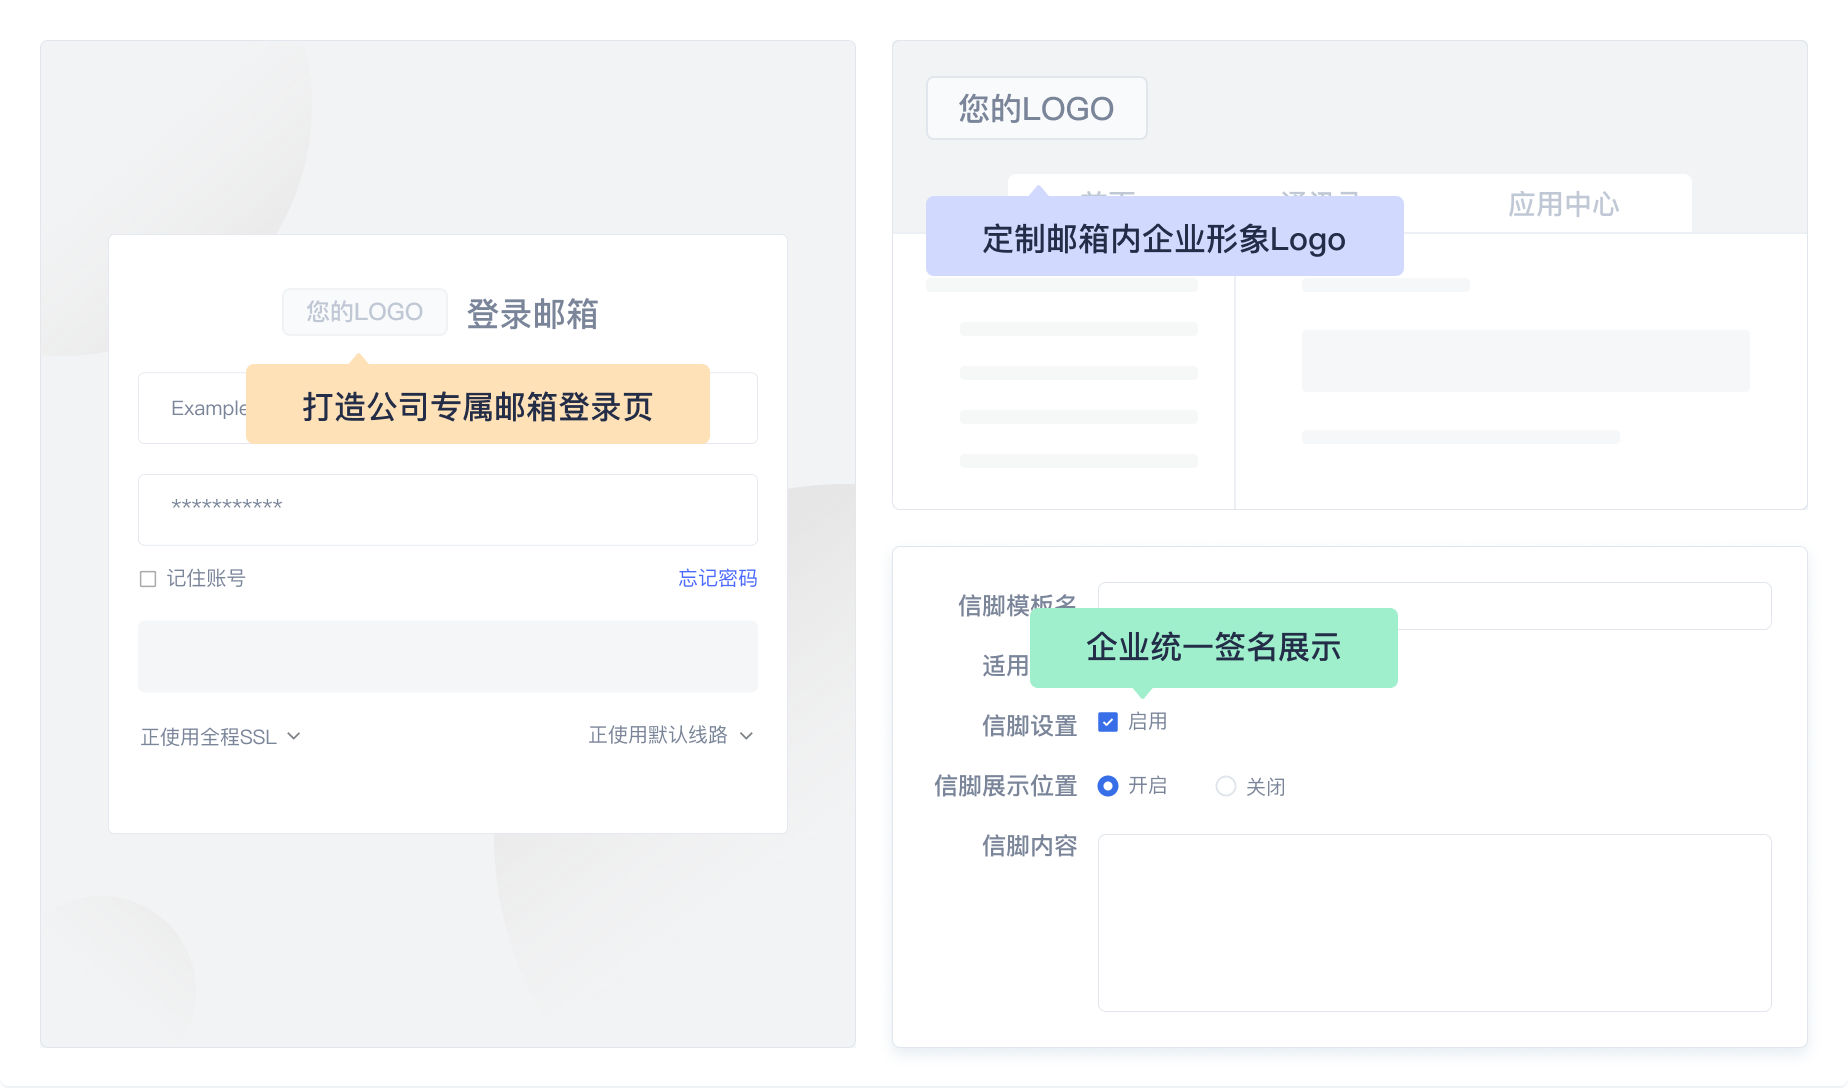 您的LOGO 登录邮箱
打造公司专属邮箱登录页
Example
***********
记住账号
忘记密码
正使用全程SSL
正使用默认线路
您的LOGO
应用中心
定制邮箱内企业形象Logo
信脚模板名
企业统一签名展示
适用
信脚设置
启用
信脚展示位置
开启
关闭
信脚内容